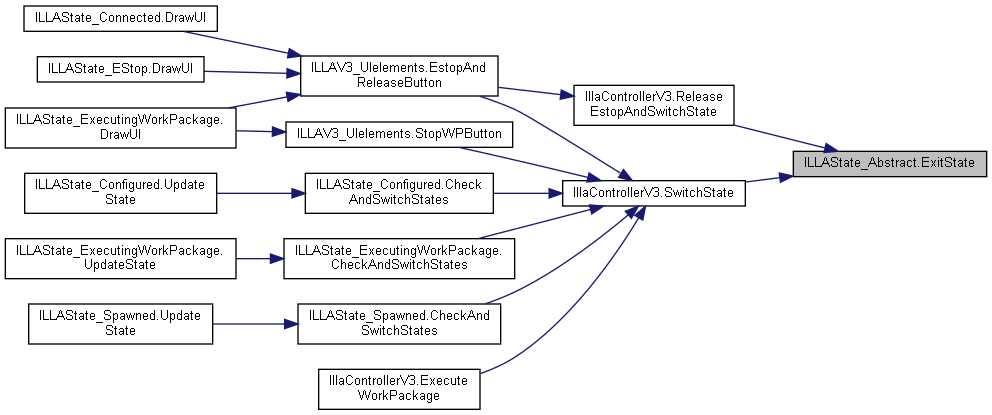 ILLAState_Connected.DrawUI
ILLAState_EStop.DrawUI
ILLAState_ExecutingWorkPackage.
DrawUI
ILLAState_Configured.Update
State
ILLAState_ExecutingWorkPackage.
UpdateState
ILLAState_Spawned.Update
State
ILLAV3_UIelements.EstopAnd
ReleaseButton
ILLAV3_UIelements.StopWPButton
ILLAState_Configured.Check
AndSwitchStates
ILLAState_ExecutingWorkPackage.
CheckAndSwitchStates
ILLAState_Spawned.CheckAnd
SwitchStates
IllaControllerV3.Execute
WorkPackage
IllaControllerV3.Release
EstopAndSwitchState
IllaControllerV3.SwitchState
ILLAState_Abstract.ExitState